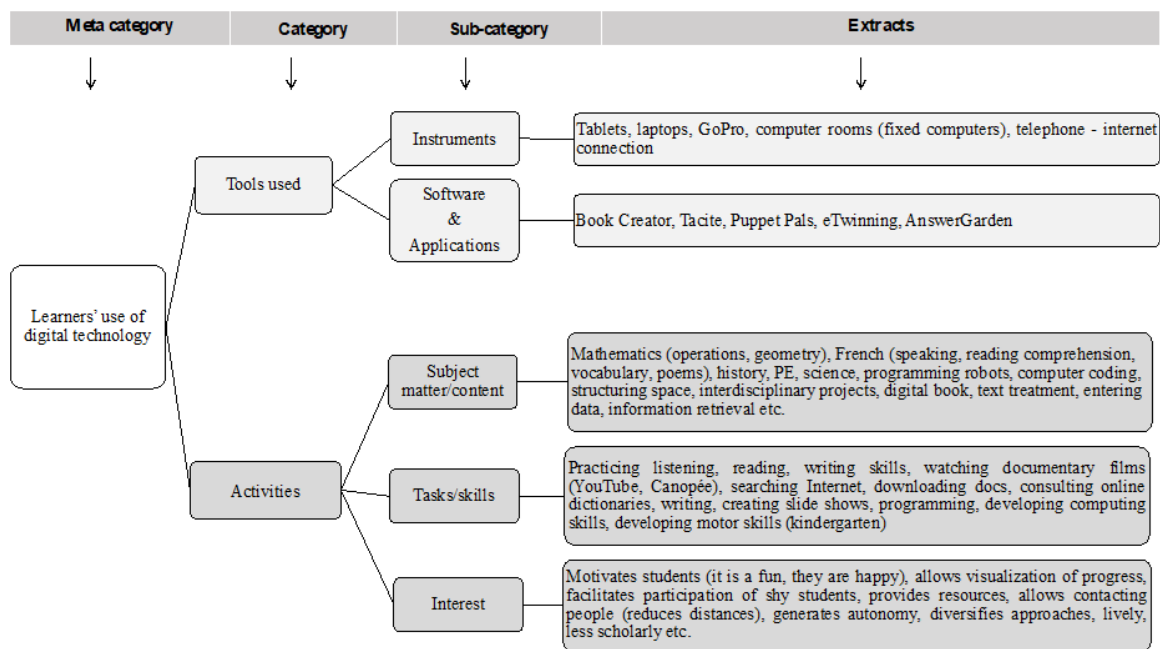 Meta category
Category
Sub-category
Extracts
Instruments
Tablets, laptops, GoPro, computer rooms (fixed computers), telephone - internet
connection
Tools used
Software
&
Applications
Book Creator, Tacite, Puppet Pals, eTwinning, AnswerGarden
Learners' use of
digital technology
Subject
matter/content
Mathematics (operations, geometry), French (speaking, reading comprehension,
vocabulary, poems), history, PE, science, programming robots, computer coding,
structuring space, interdisciplinary projects, digital book, text treatment, entering
data, information retrieval etc.
Activities
Tasks/skills
Practicing listening, reading, writing skills, watching documentary films
(YouTube, Canopée), searching Internet, downloading docs, consulting online
dictionaries, writing, creating slide shows, programming, developing computing
skills, developing motor skills (kindergarten)
Interest
Motivates students (it is a fun, they are happy), allows visualization of progress,
facilitates participation of shy students, provides resources, allows contacting
people (reduces distances), generates autonomy, diversifies approaches, lively,
less scholarly etc.